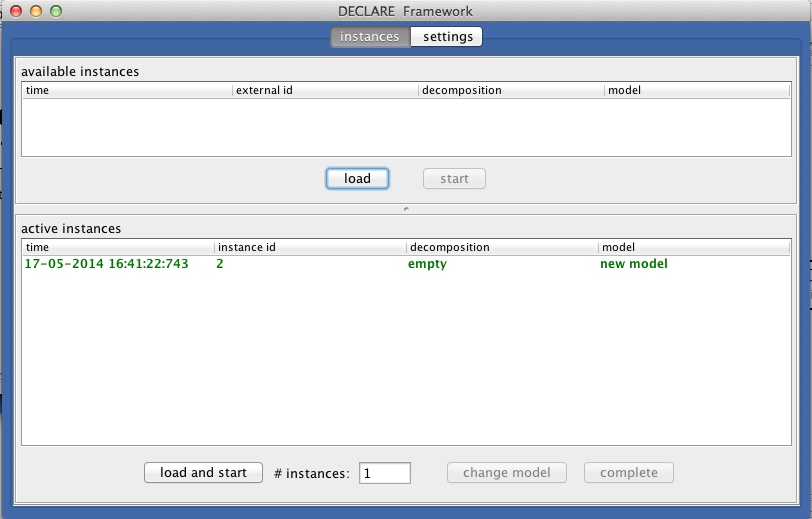 DECLARE Framework
instances settings
available instances
time external id decomposition model
load start
active instances
time instance id decomposition model
17-05-2014 16:41:22:743 2 empty new model
load and start # instances: 1 change model complete